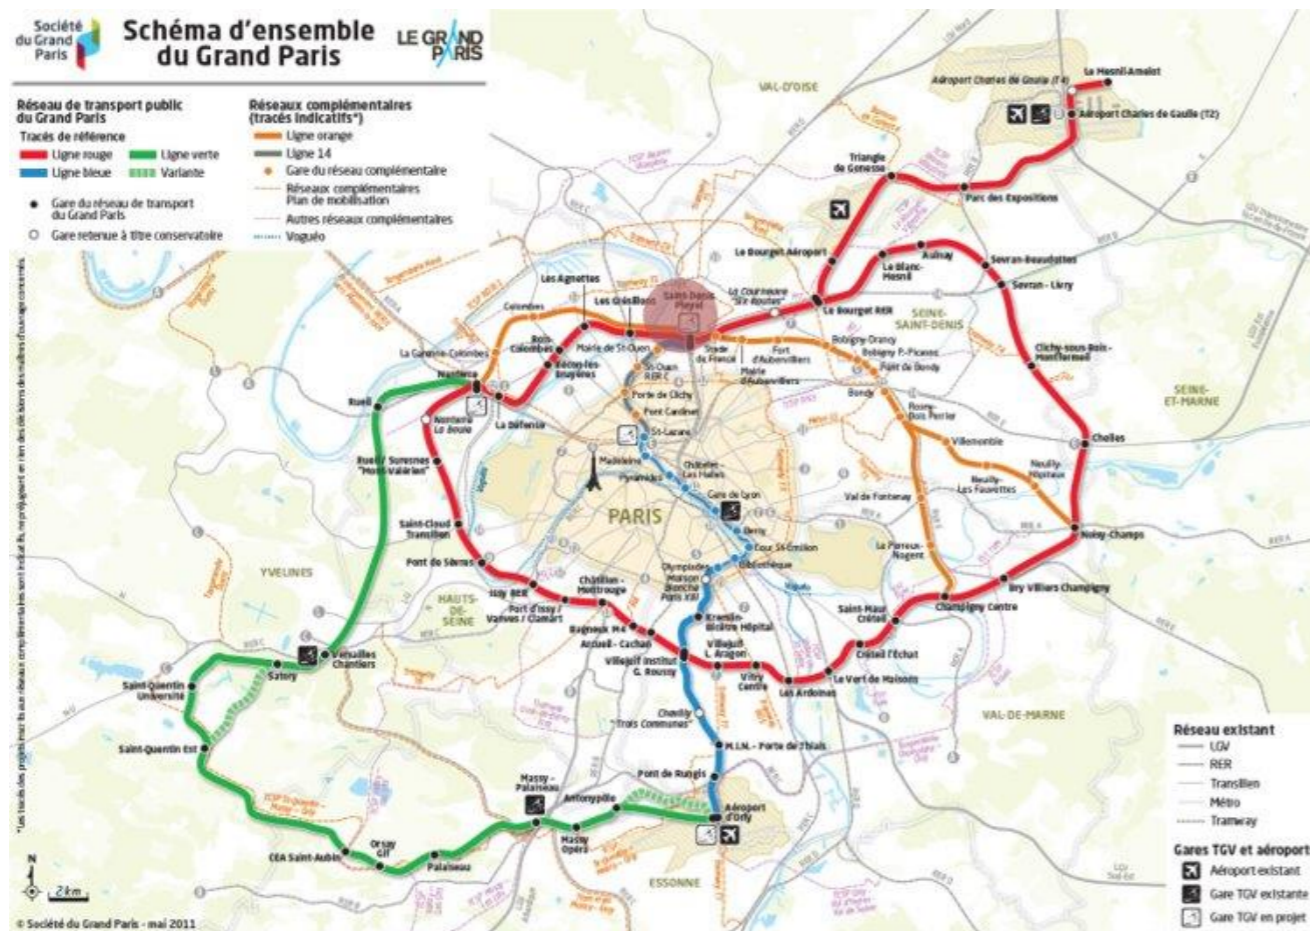 Société
du Grand
Paris
Schéma d'ensemble
du Grand Paris
LE GRAND
PARIS
Réseau de transport public
du Grand Paris
Tracés de référence
Ligne rouge
Ligne verte
Ligne bleue
Variante
Gare du réseau de transport
du Grand Paris
Gare retenue à titre conservatoire
Réseaux complémentaires
(tracés indicatifs*)
Ligne orange
Ligne 14
Gare du réseau complémentaire
Réseaux complémentaires
Plan de mobilisation
Autres réseaux complémentaires
Voguéo
VAL-D'OISE
Aéroport Charles de Gaulle (T4)
Le Mesnil-Amelot
Aéroport Charles de Gaulle (T2)
Triangle
de Gonesse
Parc des Expositions
Le Bourget Aéroport
Le Blanc-
Mesnil
Aulnay
Sevran-Beaudottes
Sevran - Livry
La Courneuve
"Six Routes"
Le Bourget RER
SEINE-
SAINT-DENIS
Les Agnettes
Les Grésillons
Saint-Denis
Pleyel
Colombes
La Garenne-Colombes
Bois-
Colombes
Bécon-les-
Bruyères
Mairie de St-Ouen
St-Ouen
RER C
Stade
de France
Mairie
d'Aubervilliers
Fort
d'Aubervilliers
Bobigny-Drancy
Bobigny P.-Picasso
Pont de Bondy
Bondy
Rosny-
Bois Perrier
Villemomble
Neuilly-
Les Fauvettes
Neuilly-
Hôpitaux
Clichy-sous-Bois -
Montfermeil
SEINE-
ET-MARNE
Chelles
Noisy-Champs
Val de Fontenay
Le Perreux-
Nogent
Bry Villiers Champigny
Champigny Centre
Saint-Maur
Créteil
Créteil l'Échat
Le Vert de Maisons
Les Ardoines
Vitry
Centre
Villejuif
L. Aragon
Villejuif Institut
G. Roussy
Arcueil - Cachan
Bagneux M4
Châtillon -
Montrouge
Fort d'Issy /
Vanves / Clamart
Issy RER
Pont de Sèvres
Saint-Cloud
Transilien
Rueil / Suresnes
"Mont-Valérien"
Nanterre
La Boule
Nanterre
La Défense
Rueil
Porte de Clichy
Pont Cardinet
St-Lazare
Madeleine
Pyramides
Châtelet-
Les Halles
Gare de Lyon
Bercy
Cour St-Emilion
Bibliothèque
Olympiades
Maison
Blanche
Paris XIII
PARIS
Voguéo
Kremlin-
Bicêtre Hôpital
Chevilly
"Trois Communes"
M.I.N. - Porte de Thiais
Pont de Rungis
Aéroport
d'Orly
Antonypôle
Massy
Opéra
Massy -
Palaiseau
Palaiseau
Orsay
Gif
CEA Saint-Aubin
Saint-Quentin Est
Saint-Quentin
Université
Satory
Versailles
Chantiers
YVELINES
HAUTS-
DE-
SEINE
VAL-DE-MARNE
ESSONNE
Réseau existant
LGV
RER
Transilien
Métro
Tramway
Gares TGV et aéroport
Aéroport existant
Gare TGV existante
Gare TGV en projet
N
2 km
© Société du Grand Paris - mai 2011